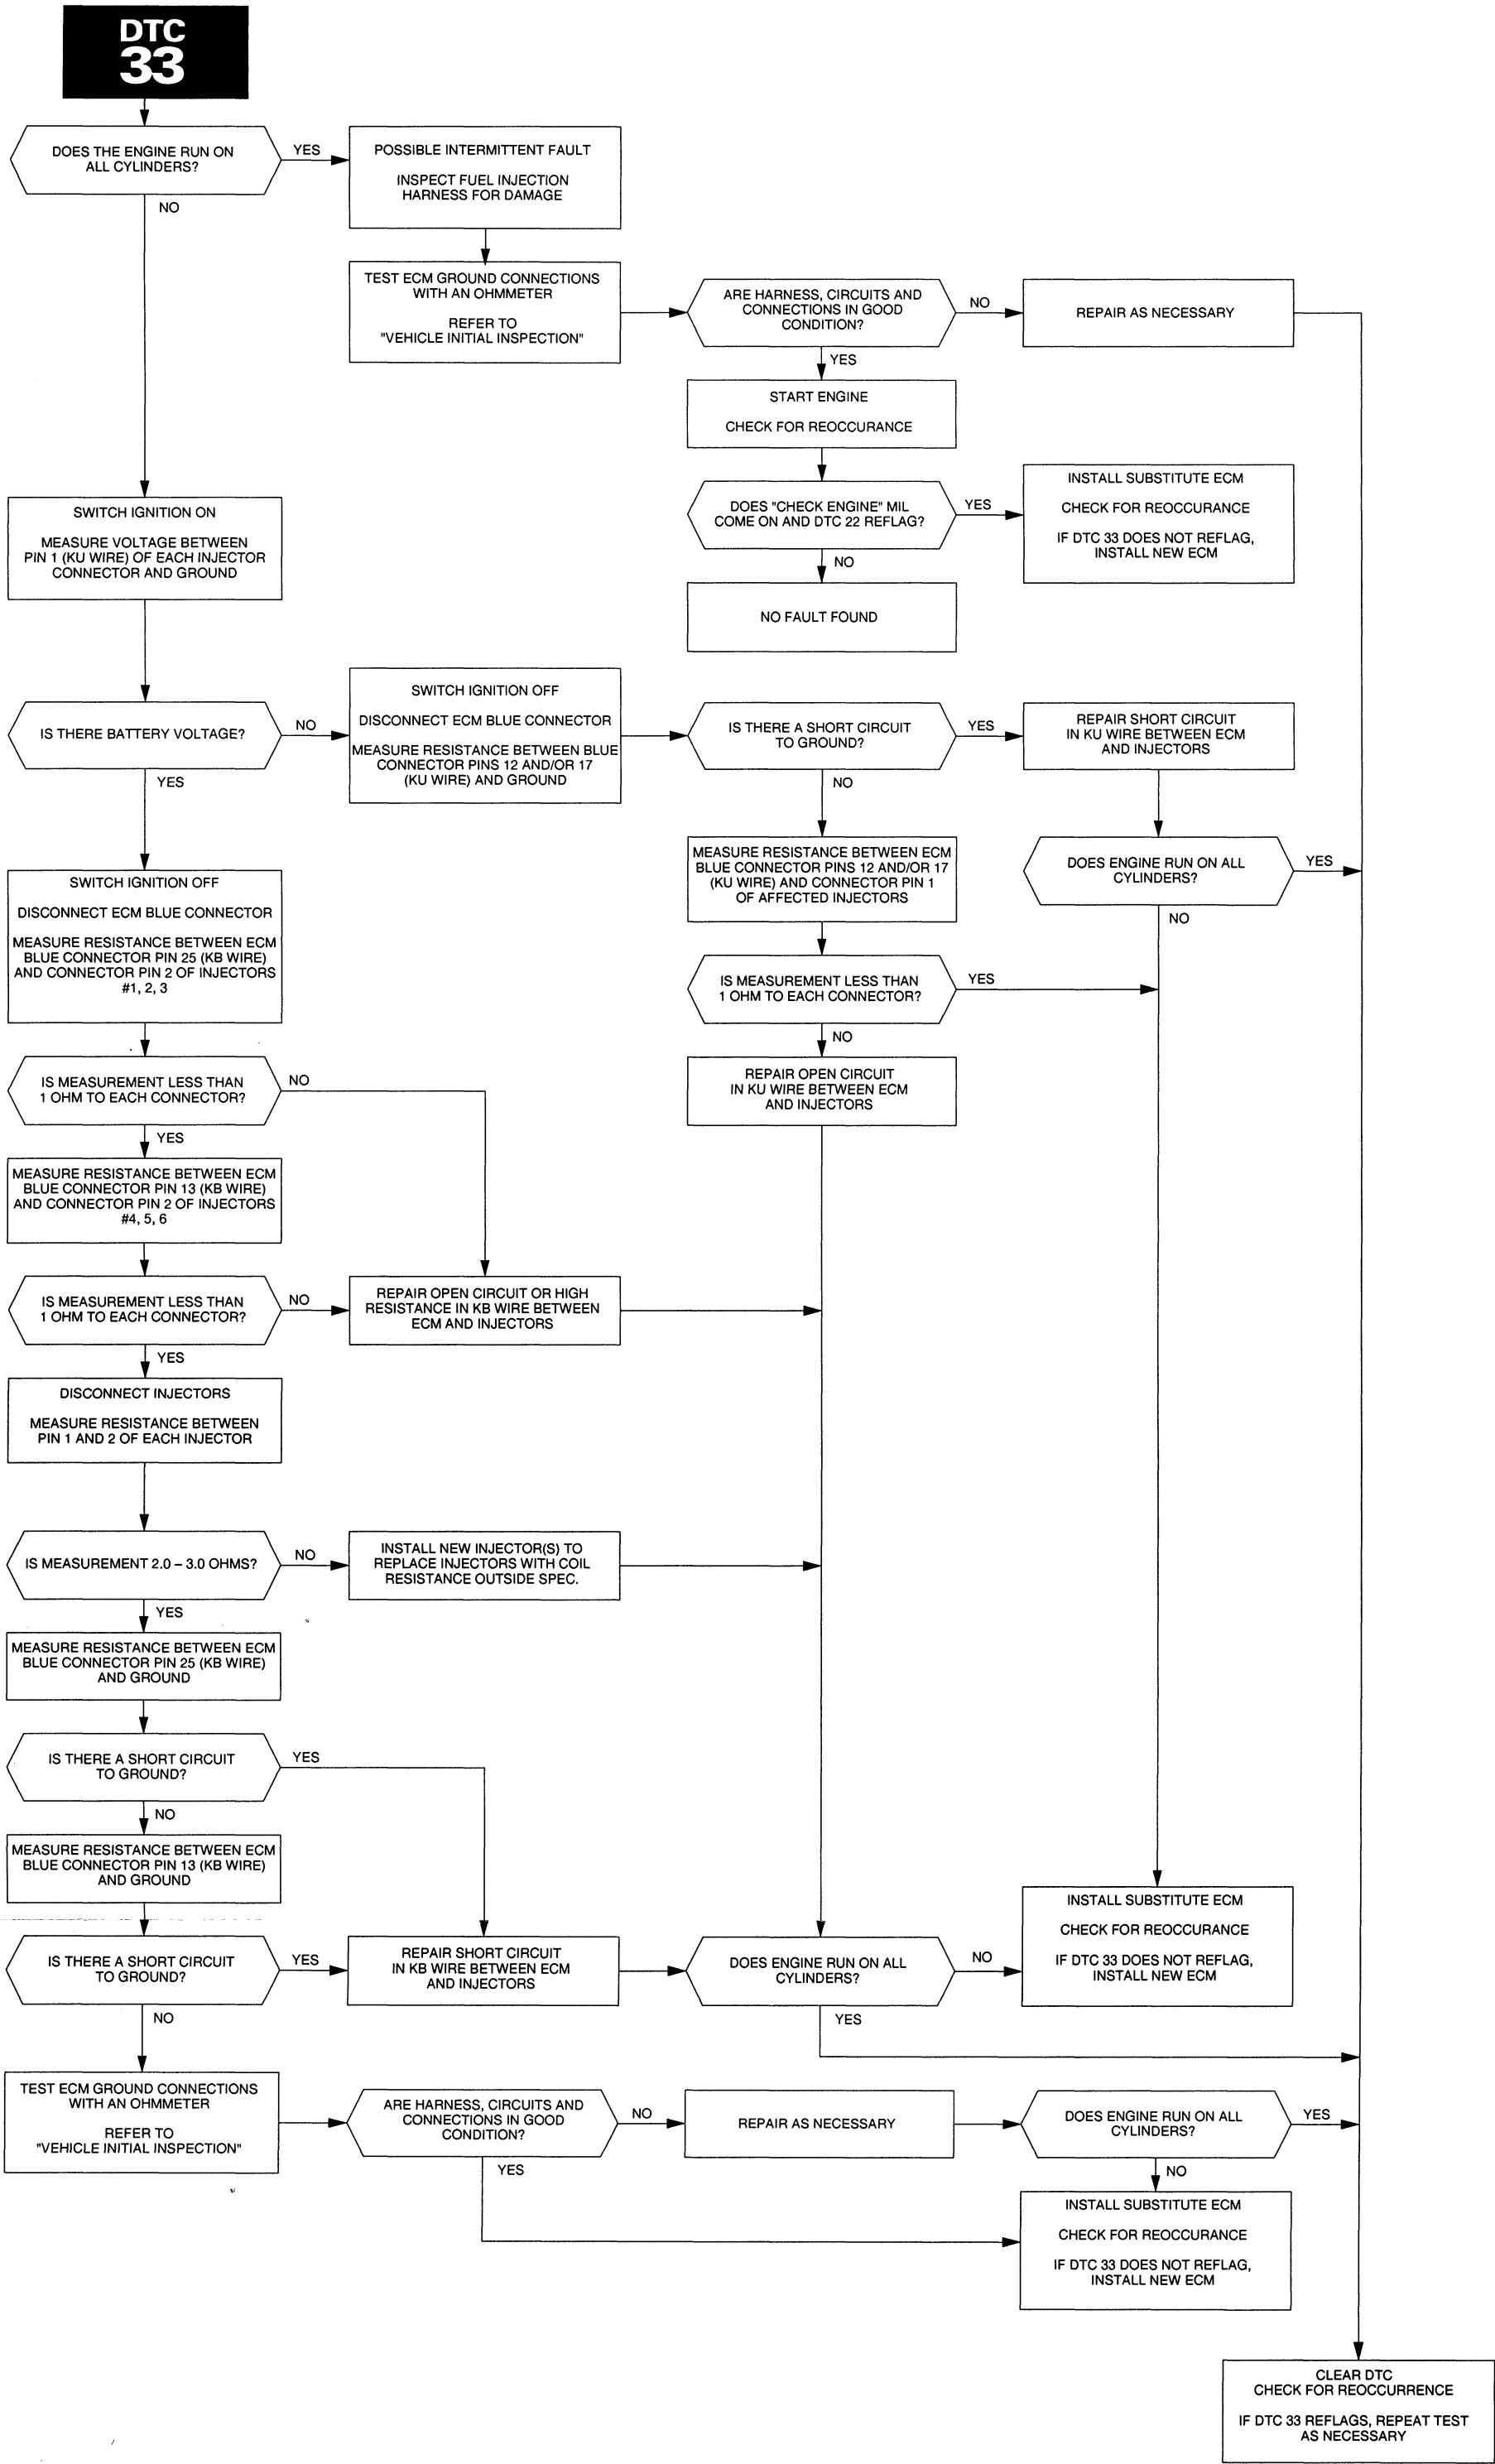 DTC
33
DOES THE ENGINE RUN ON
ALL CYLINDERS?
YES
NO
POSSIBLE INTERMITTENT FAULT
INSPECT FUEL INJECTION
HARNESS FOR DAMAGE
TEST ECM GROUND CONNECTIONS
WITH AN OHMMETER
REFER TO
"VEHICLE INITIAL INSPECTION"
ARE HARNESS, CIRCUITS AND
CONNECTIONS IN GOOD
CONDITION?
NO
YES
REPAIR AS NECESSARY
START ENGINE
CHECK FOR REOCCURANCE
DOES "CHECK ENGINE" MIL
COME ON AND DTC 22 REFLAG?
YES
NO
INSTALL SUBSTITUTE ECM
CHECK FOR REOCCURANCE
IF DTC 33 DOES NOT REFLAG,
INSTALL NEW ECM
NO FAULT FOUND
SWITCH IGNITION ON
MEASURE VOLTAGE BETWEEN
PIN 1 (KU WIRE) OF EACH INJECTOR
CONNECTOR AND GROUND
IS THERE BATTERY VOLTAGE?
NO
YES
SWITCH IGNITION OFF
DISCONNECT ECM BLUE CONNECTOR
MEASURE RESISTANCE BETWEEN BLUE
CONNECTOR PINS 12 AND/OR 17
(KU WIRE) AND GROUND
IS THERE A SHORT CIRCUIT
TO GROUND?
YES
NO
REPAIR SHORT CIRCUIT
IN KU WIRE BETWEEN ECM
AND INJECTORS
MEASURE RESISTANCE BETWEEN ECM
BLUE CONNECTOR PINS 12 AND/OR 17
(KU WIRE) AND CONNECTOR PIN 1
OF AFFECTED INJECTORS
DOES ENGINE RUN ON ALL
CYLINDERS?
YES
NO
IS MEASUREMENT LESS THAN
1 OHM TO EACH CONNECTOR?
YES
NO
REPAIR OPEN CIRCUIT
IN KU WIRE BETWEEN ECM
AND INJECTORS
SWITCH IGNITION OFF
DISCONNECT ECM BLUE CONNECTOR
MEASURE RESISTANCE BETWEEN ECM
BLUE CONNECTOR PIN 25 (KB WIRE)
AND CONNECTOR PIN 2 OF INJECTORS
#1, 2, 3
IS MEASUREMENT LESS THAN
1 OHM TO EACH CONNECTOR?
NO
YES
MEASURE RESISTANCE BETWEEN ECM
BLUE CONNECTOR PIN 13 (KB WIRE)
AND CONNECTOR PIN 2 OF INJECTORS
#4, 5, 6
IS MEASUREMENT LESS THAN
1 OHM TO EACH CONNECTOR?
NO
YES
REPAIR OPEN CIRCUIT OR HIGH
RESISTANCE IN KB WIRE BETWEEN
ECM AND INJECTORS
DISCONNECT INJECTORS
MEASURE RESISTANCE BETWEEN
PIN 1 AND 2 OF EACH INJECTOR
IS MEASUREMENT 2.0 – 3.0 OHMS?
NO
YES
INSTALL NEW INJECTOR(S) TO
REPLACE INJECTORS WITH COIL
RESISTANCE OUTSIDE SPEC.
MEASURE RESISTANCE BETWEEN ECM
BLUE CONNECTOR PIN 25 (KB WIRE)
AND GROUND
IS THERE A SHORT CIRCUIT
TO GROUND?
YES
NO
MEASURE RESISTANCE BETWEEN ECM
BLUE CONNECTOR PIN 13 (KB WIRE)
AND GROUND
IS THERE A SHORT CIRCUIT
TO GROUND?
YES
NO
REPAIR SHORT CIRCUIT
IN KB WIRE BETWEEN ECM
AND INJECTORS
DOES ENGINE RUN ON ALL
CYLINDERS?
NO
YES
INSTALL SUBSTITUTE ECM
CHECK FOR REOCCURANCE
IF DTC 33 DOES NOT REFLAG,
INSTALL NEW ECM
TEST ECM GROUND CONNECTIONS
WITH AN OHMMETER
REFER TO
"VEHICLE INITIAL INSPECTION"
ARE HARNESS, CIRCUITS AND
CONNECTIONS IN GOOD
CONDITION?
NO
YES
REPAIR AS NECESSARY
DOES ENGINE RUN ON ALL
CYLINDERS?
YES
NO
INSTALL SUBSTITUTE ECM
CHECK FOR REOCCURANCE
IF DTC 33 DOES NOT REFLAG,
INSTALL NEW ECM
CLEAR DTC
CHECK FOR REOCCURRENCE
IF DTC 33 REFLAGS, REPEAT TEST
AS NECESSARY